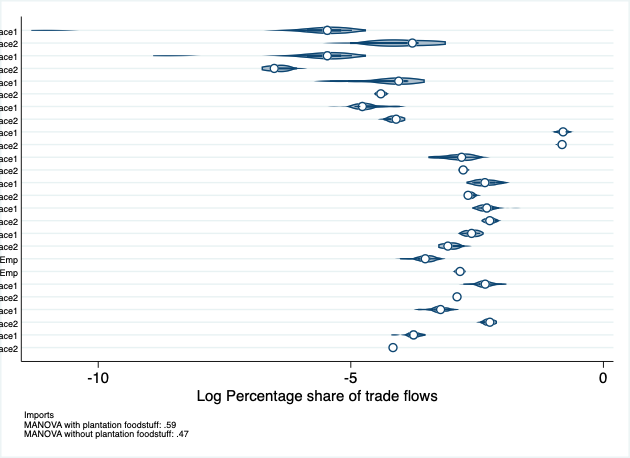 ace1
ace2
ace1
ace2
ace1
ace2
ace1
ace2
ace1
ace2
ace1
ace2
ace1
ace2
ace1
ace2
ace1
ace2
Emp
Emp
ace1
ace2
ace1
ace2
ace1
ace2
-10 -5 0
Log Percentage share of trade flows
Imports
MANOVA with plantation foodstuff: .59
MANOVA without plantation foodstuff: .47